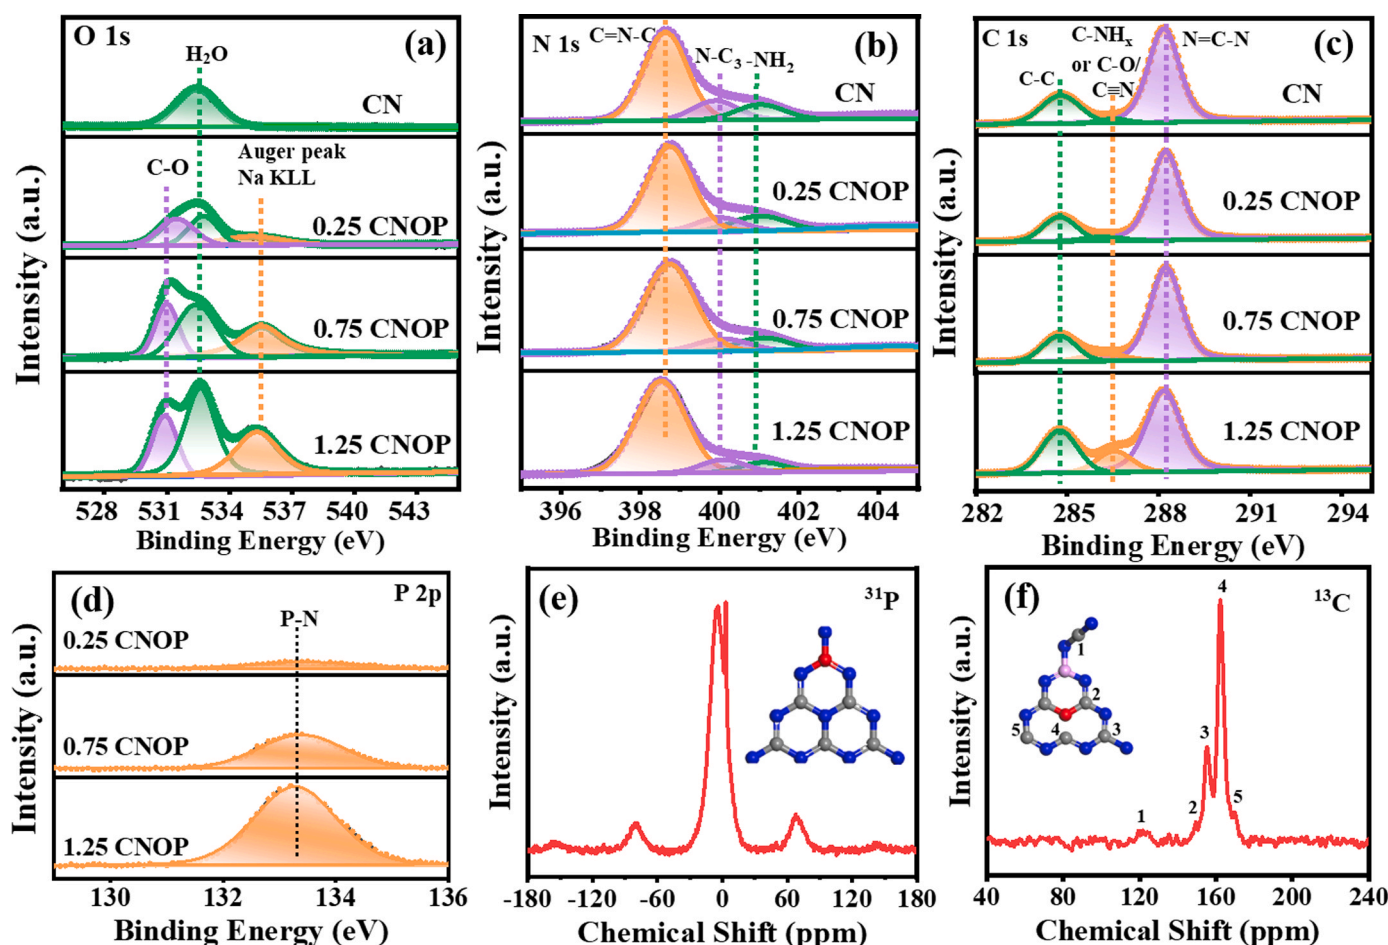 O 1s
(a)
H₂O
CN
C-O
Auger peak
Na KLL
0.25 CNOP
0.75 CNOP
1.25 CNOP
Intensity (a.u.)
528 531 534 537 540 543
Binding Energy (eV)
N 1s
C=N-C
(b)
N-C₃
-NH₂
CN
0.25 CNOP
0.75 CNOP
1.25 CNOP
Intensity (a.u.)
396 398 400 402 404
Binding Energy (eV)
C 1s
C-NHₓ
or C-O/
C≡N
N=C-N
(c)
C-C
CN
0.25 CNOP
0.75 CNOP
1.25 CNOP
Intensity (a.u.)
282 285 288 291 294
Binding Energy (eV)
(d)
P 2p
P-N
0.25 CNOP
0.75 CNOP
1.25 CNOP
Intensity (a.u.)
130 132 134 136
Binding Energy (eV)
(e)
³¹P
Intensity (a.u.)
-180 -120 -60 0 60 120 180
Chemical Shift (ppm)
(f)
¹³C
4
1
2
3
5
4
3
3
2
5
1
Intensity (a.u.)
40 80 120 160 200 240
Chemical Shift (ppm)